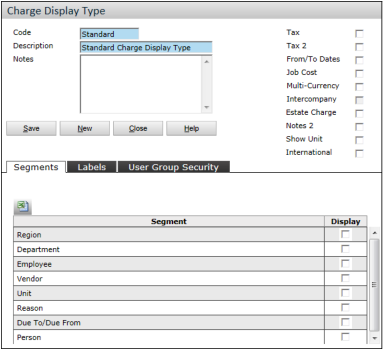 Charge Display Type
Code Standard
Description Standard Charge Display Type
Notes
Tax
Tax 2
From/To Dates
Job Cost
Multi-Currency
Intercompany
Estate Charge
Notes 2
Show Unit
International
Save New Close Help
Segments Labels User Group Security
Segment Display
Region
Department
Employee
Vendor
Unit
Reason
Due To/Due From
Person